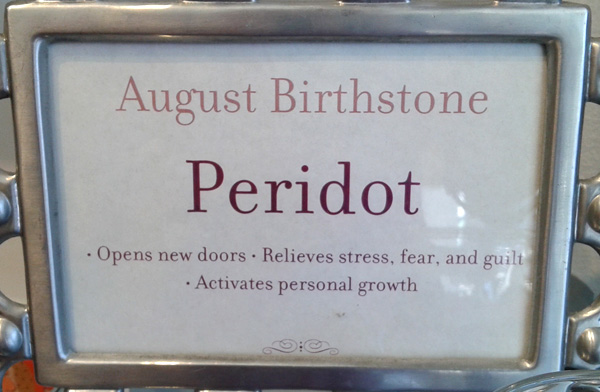 August Birthstone
Peridot
· Opens new doors · Relieves stress, fear, and guilt
· Activates personal growth